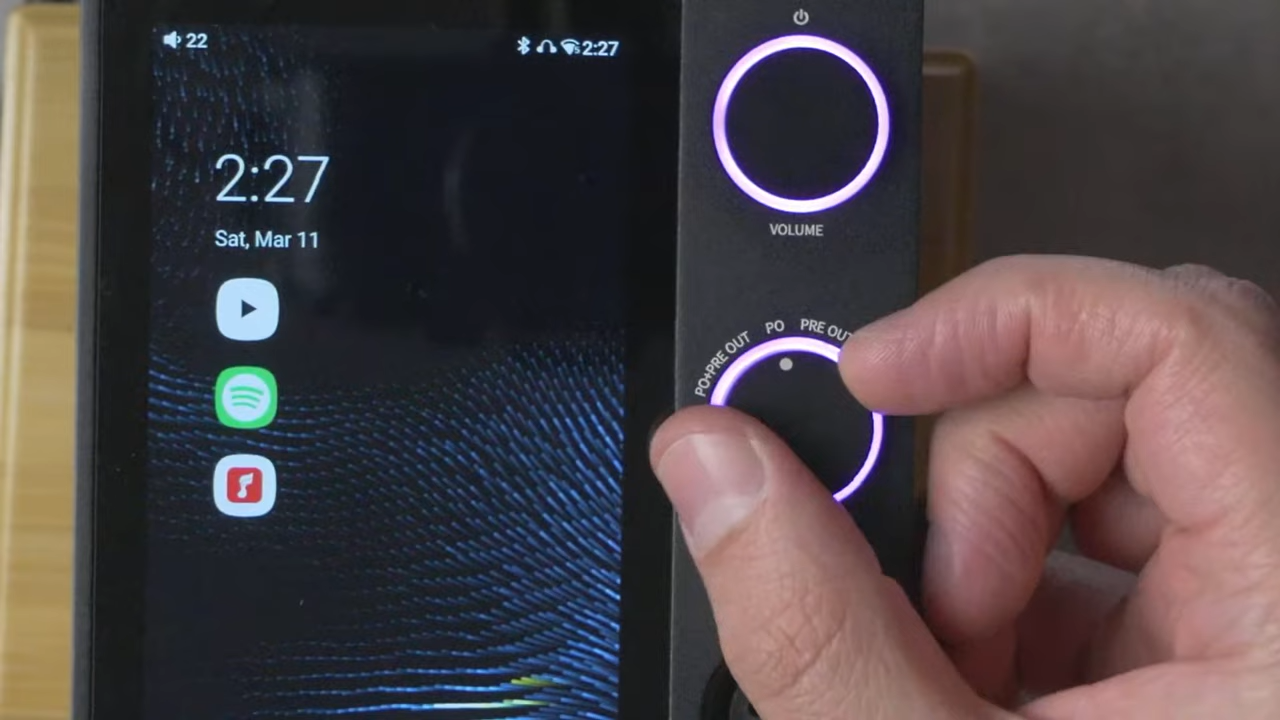 22
2:27
2:27
Sat, Mar 11
VOLUME
PO+PRE OUT
PO
PRE OUT